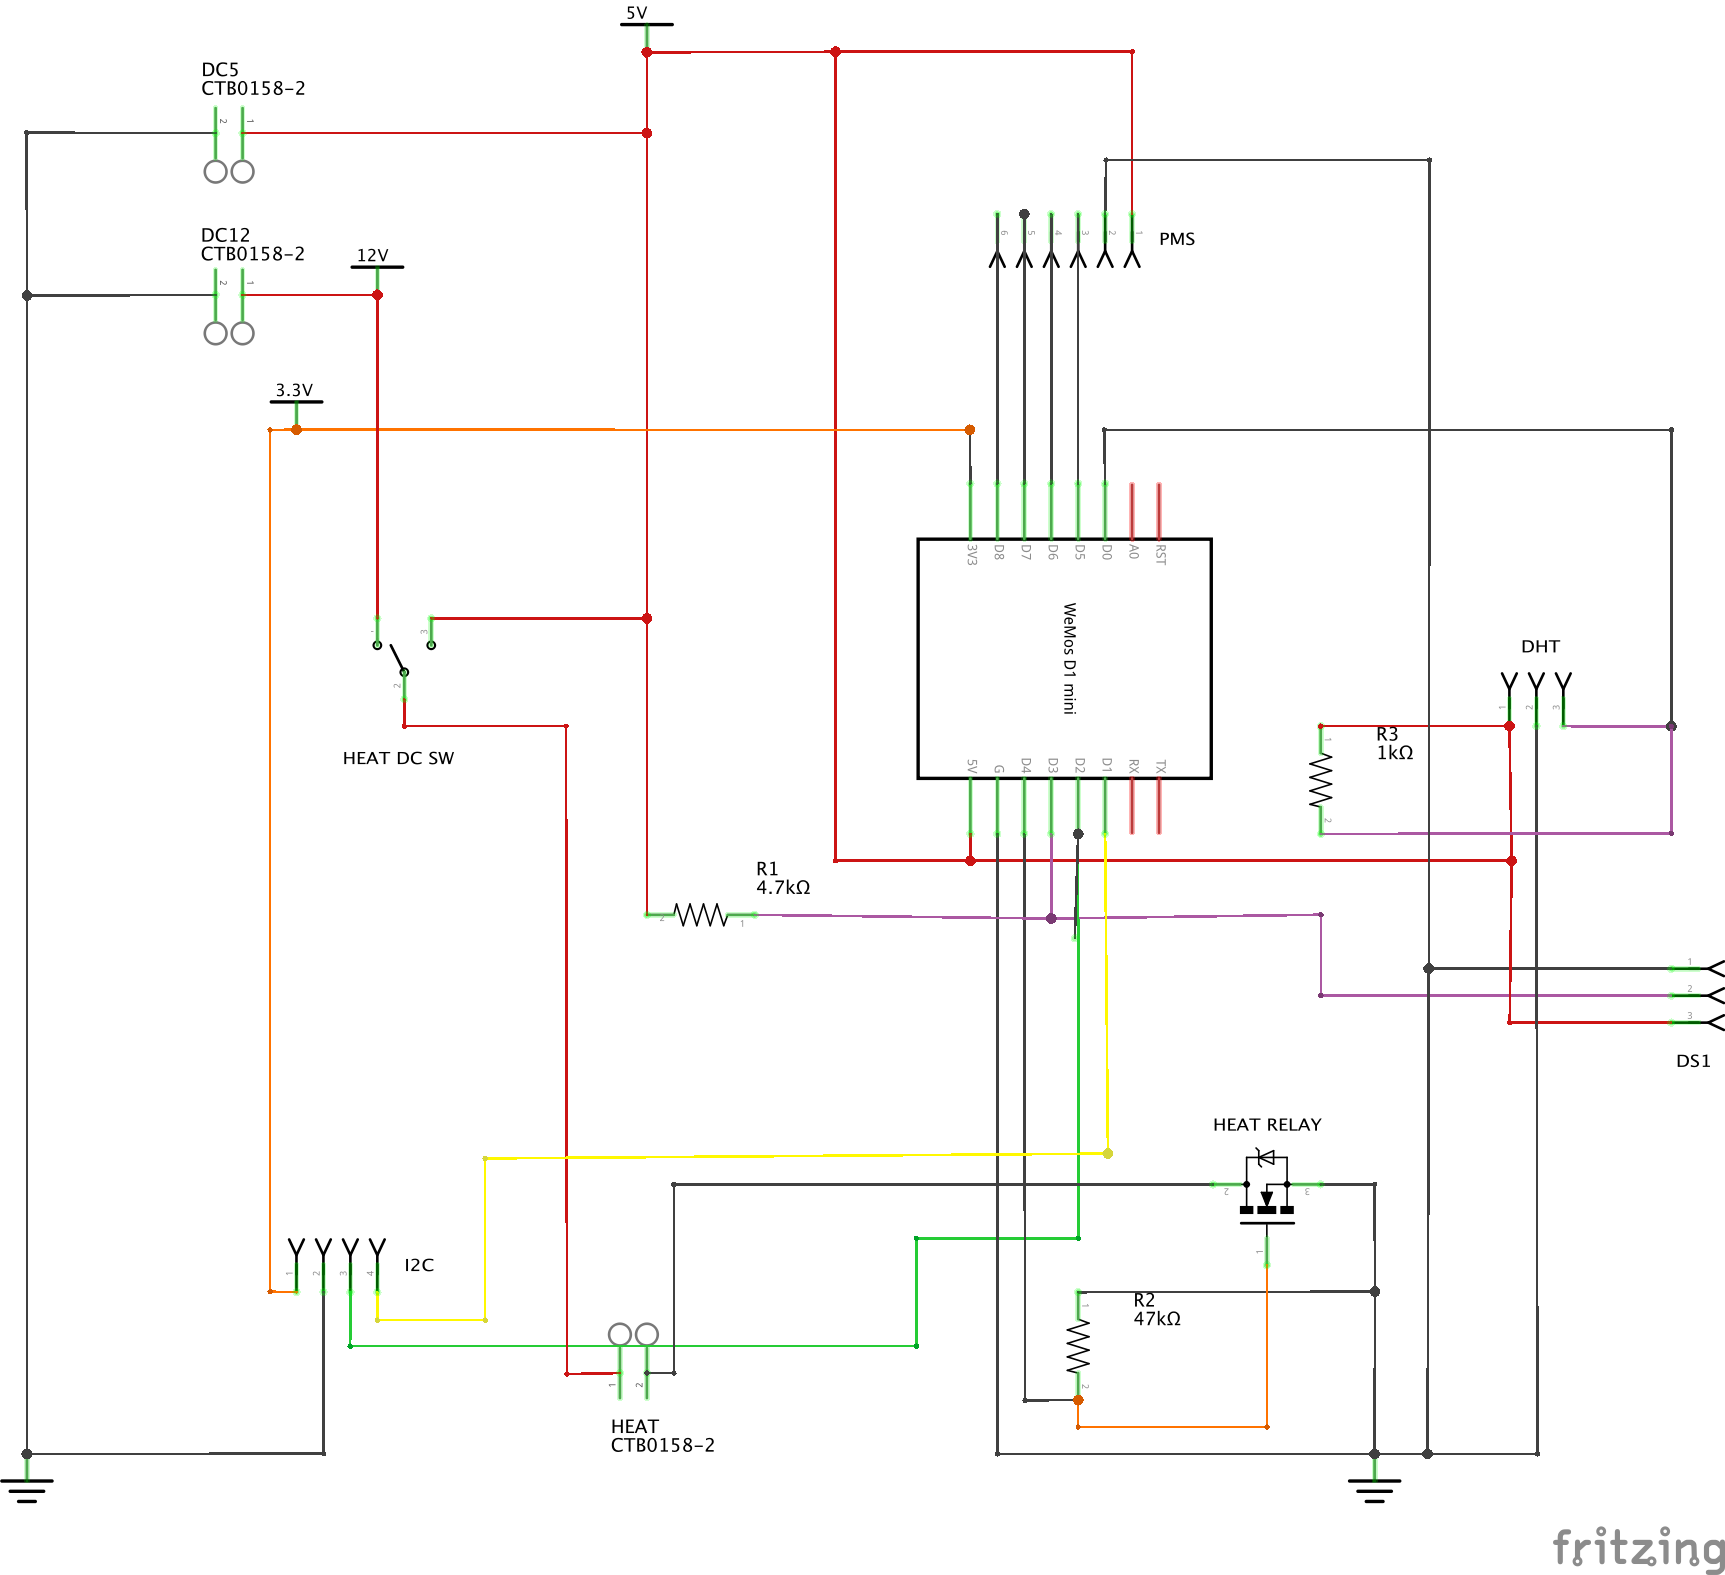 5V
DC5
CTB0158-2
2
1
DC12
CTB0158-2
2
1
12V
PMS
6
5
4
3
2
1
3.3V
3V3
D8
D7
D6
D5
D0
A0
RST
WeMos D1 mini
5V
G
D4
D3
D2
D1
RX
TX
1
3
2
HEAT DC SW
DHT
1
2
3
R3
1kΩ
1
2
R1
4.7kΩ
2
1
1
2
3
DS1
HEAT RELAY
2
3
1
I2C
1
2
3
4
R2
47kΩ
1
2
1
2
HEAT
CTB0158-2
fritzing